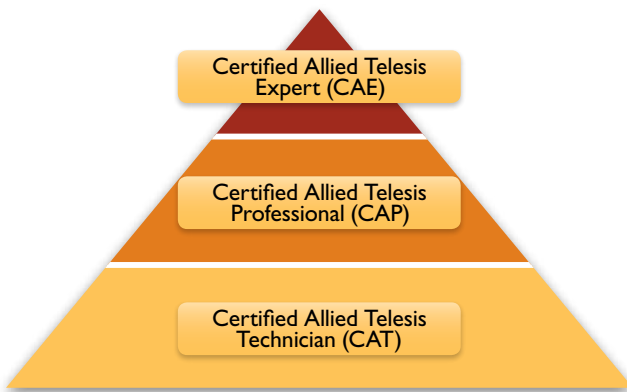 Certified Allied Telesis
Expert (CAE)
Certified Allied Telesis
Professional (CAP)
Certified Allied Telesis
Technician (CAT)